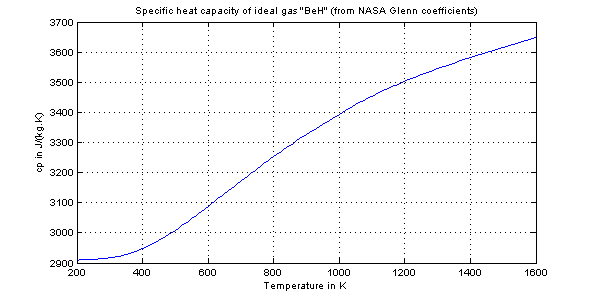 Specific heat capacity of ideal gas "BeH" (from NASA Glenn coefficients)
3700
3600
3500
3400
3300
3200
3100
3000
2900
cp in J/(kg.K)
200 400 600 800 1000 1200 1400 1600
Temperature in K